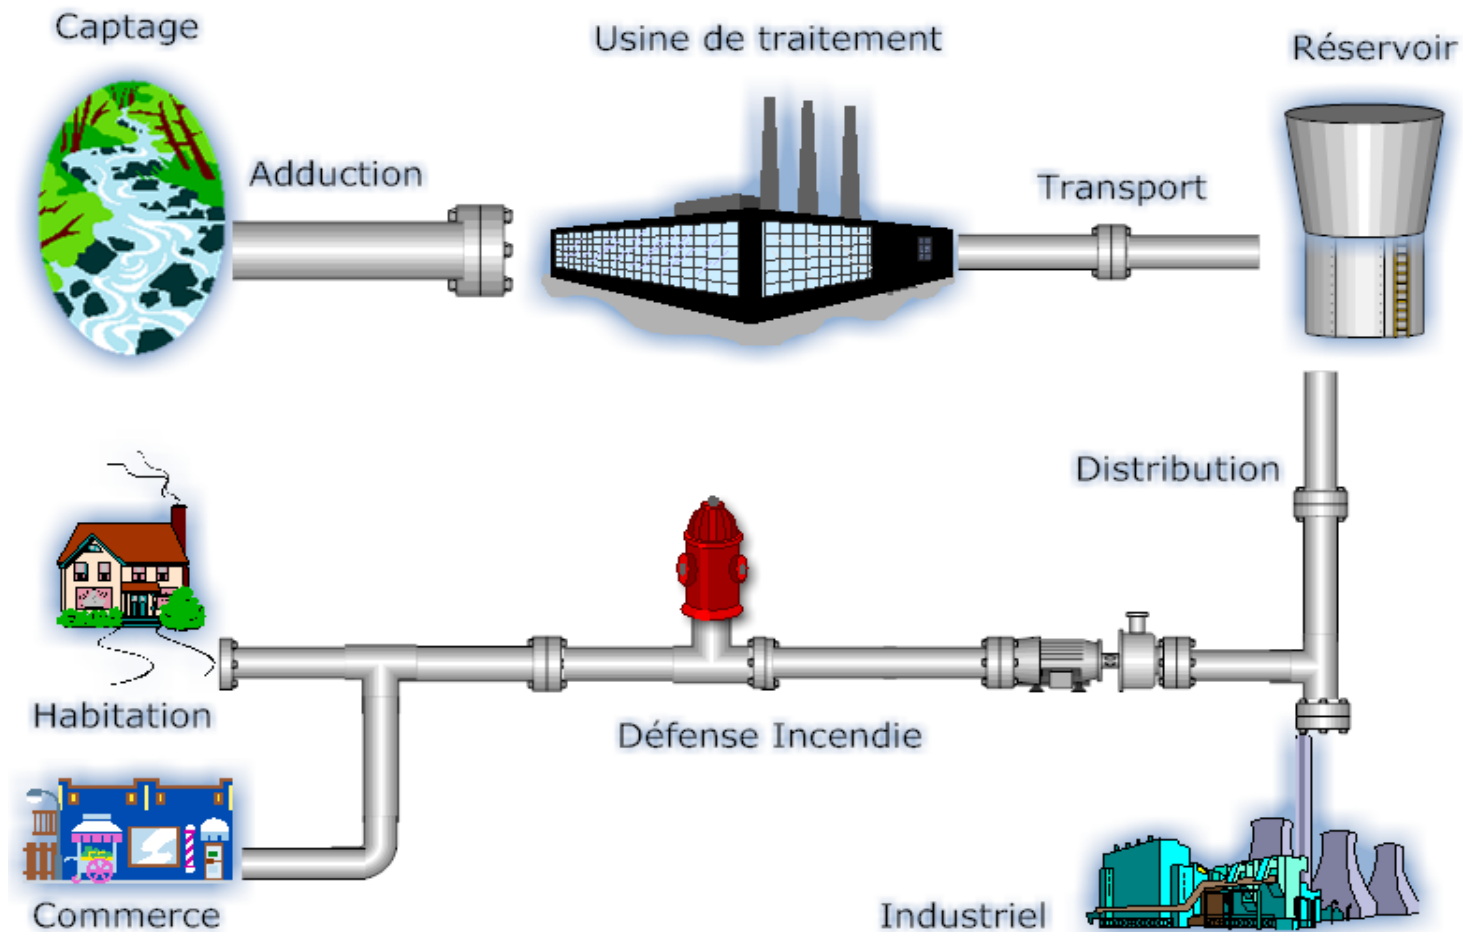 Captage
Usine de traitement
Réservoir
Adduction
Transport
Distribution
Habitation
Défense Incendie
Commerce
Industriel